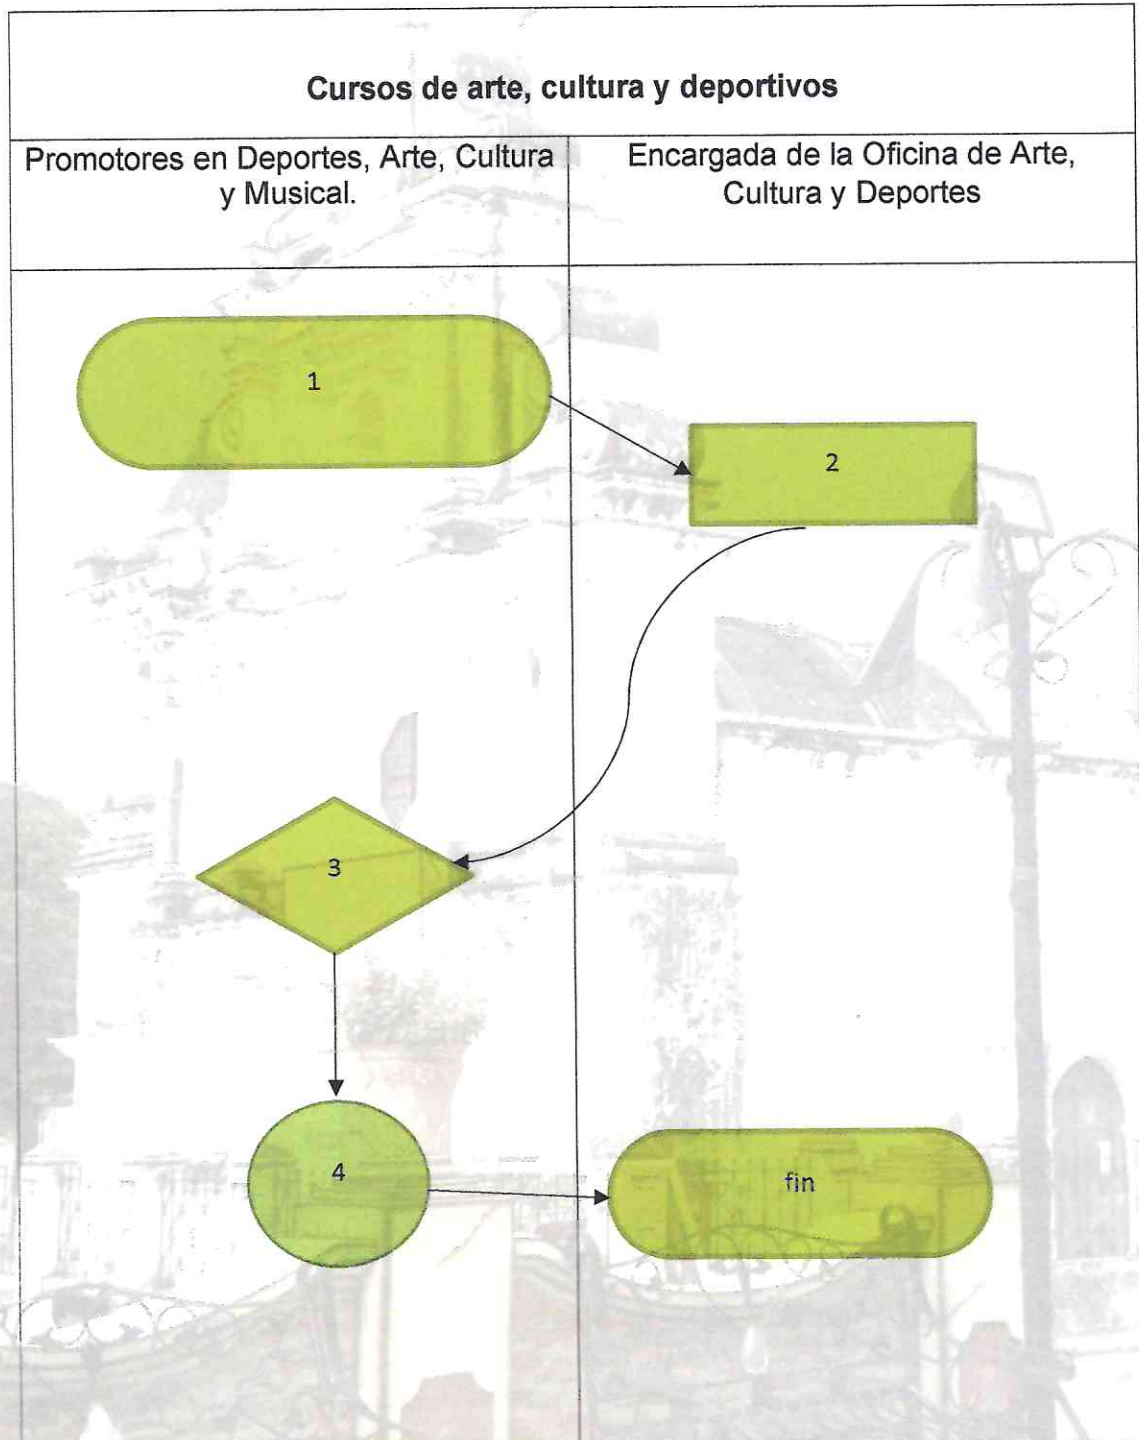 Cursos de arte, cultura y deportivos
Promotores en Deportes, Arte, Cultura
y Musical.
Encargada de la Oficina de Arte,
Cultura y Deportes
1
2
3
4
fin